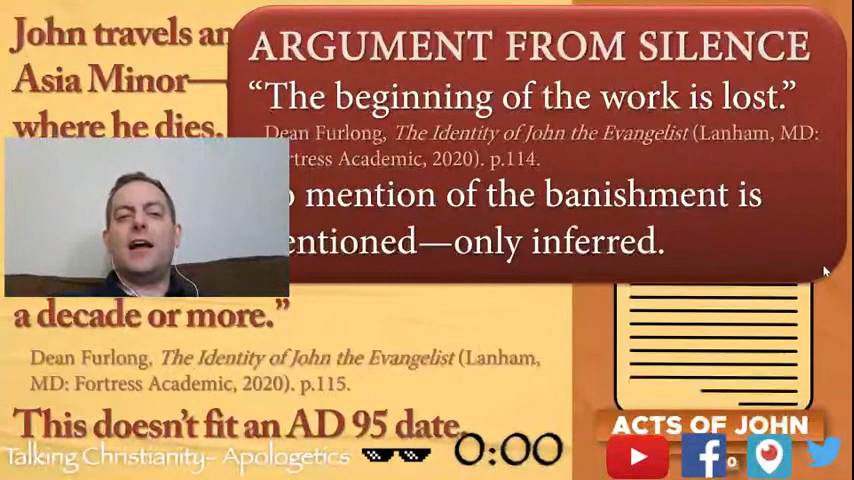 John travels an
Asia Minor—
where he dies.
ARGUMENT FROM SILENCE
“The beginning of the work is lost.”
Dean Furlong, The Identity of John the Evangelist (Lanham, MD:
rtress Academic, 2020). p.114.
mention of the banishment is
entioned—only inferred.
a decade or more.”
Dean Furlong, The Identity of John the Evangelist (Lanham,
MD: Fortress Academic, 2020). p.115.
This doesn’t fit an AD 95 date.
ACTS OF JOHN
Talking Christianity- Apologetics
0:00
0